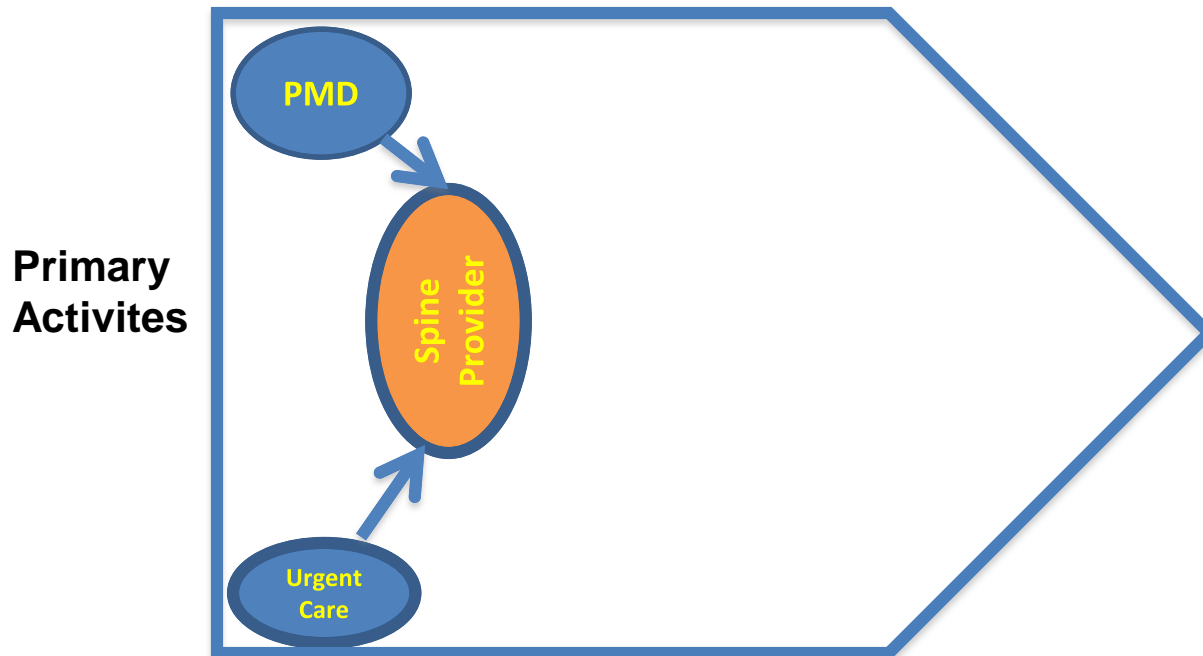 PMD
Primary
Activites
Spine
Provider
Urgent
Care